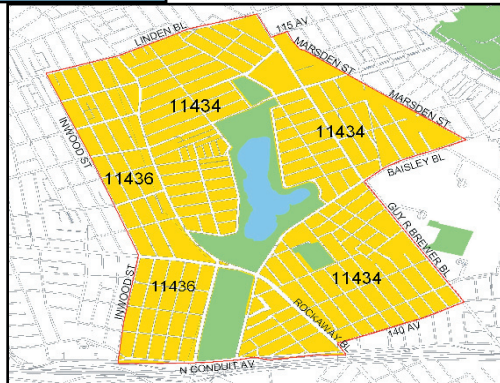 LINDEN BL
115 AV
MARSDEN ST
MARSDEN ST
11434
11434
INWOOD ST
BAISLEY BL
11436
GUY R BREWER BL
11436
11434
INWOOD ST
ROCKAWAY BL
140 AV
N CONDUIT AV